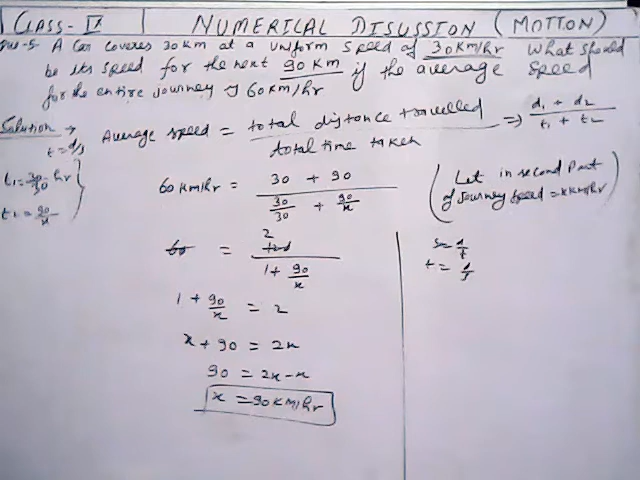 CLASS-IX NUMERICAL DISUSSION (MOTION)
Que-5- A Car covers 30 km at a uniform speed of 30km/hr What should
be its speed for the next 90 km if the average speed
for the entire journey is 60 km/hr
Solution → t = d/s
Average speed = total distance travelled / total time taken => d1 + d2 / t1 + t2
t1 = 30/30 hr
t2 = 90/x
60 km/hr = 30 + 90 / 30/30 + 90/x
(Let in second part
of journey speed = x km/hr)
60 = 2 120 / 1 + 90/x
1 + 90/x = 2
x + 90 = 2x
90 = 2x - x
x = 90 km/hr
s = d/t
t = d/s